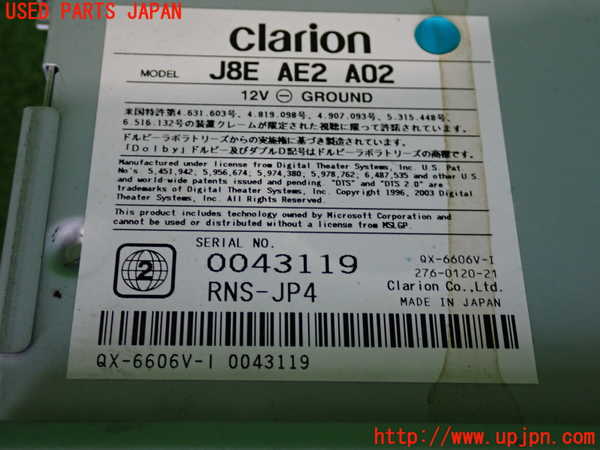 USED PARTS JAPAN
clarion
MODEL J8E AE2 A02
12V ⊖ GROUND
米国特許第4.631.603号、4.819.098号、4.907.093号、5.315.448号、
6.516.132号の装置クレームが限定された視聴に限って許諾されています。
ドルビーラボラトリーズからの実施権に基づき製造されています。
「Dolby」ドルビー及びダブルD記号はドルビーラボラトリーズの商標です。
Manufactured under license from Digital Theater Systems, Inc. U.S. Pat.
No's. 5,451,942, 5,956,674, 5,974,380, 5,978,762, 6,487,535 and other U.S.
and world-wide patents issued and pending. "DTS" and "DTS 2.0" are
trademarks of Digital Theater Systems, Inc. Copyright 1996, 2003 Digital
Theater Systems, Inc. All Rights Reserved.
This product includes technology owned by Microsoft Corporation and
cannot be used or distributed without a license from MSLGP.
SERIAL NO.
2
0043119
QX-6606V-I
276-0120-21
RNS-JP4
Clarion Co.,Ltd.
MADE IN JAPAN
QX-6606V-I 0043119
http://www.upjpn.com/